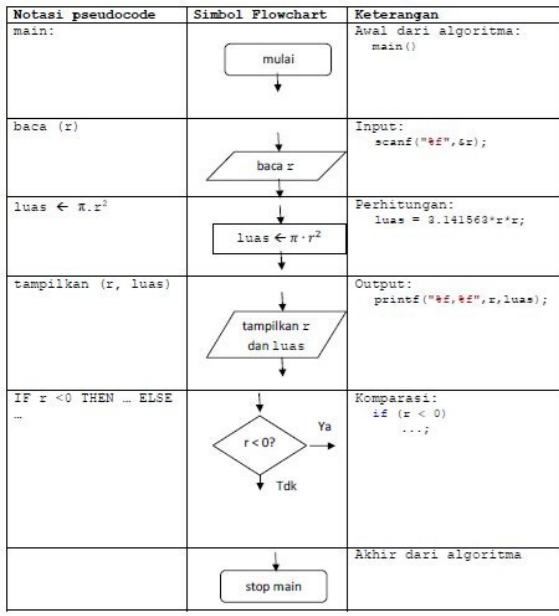 Notasi pseudocode
Simbol Flowchart
Keterangan
main:
mulai
Awal dari algoritma:
main()
baca (r)
baca r
Input:
scanf("%f",&r);
luas ← π.r²
luas ← π · r²
Perhitungan:
luas = 3.141563*r*r;
tampilkan (r, luas)
tampilkan r
dan luas
Output:
printf("%f,%f",r,luas);
IF r <0 THEN … ELSE
…
r < 0?
Ya
Tdk
Komparasi:
if (r < 0)
...;
stop main
Akhir dari algoritma